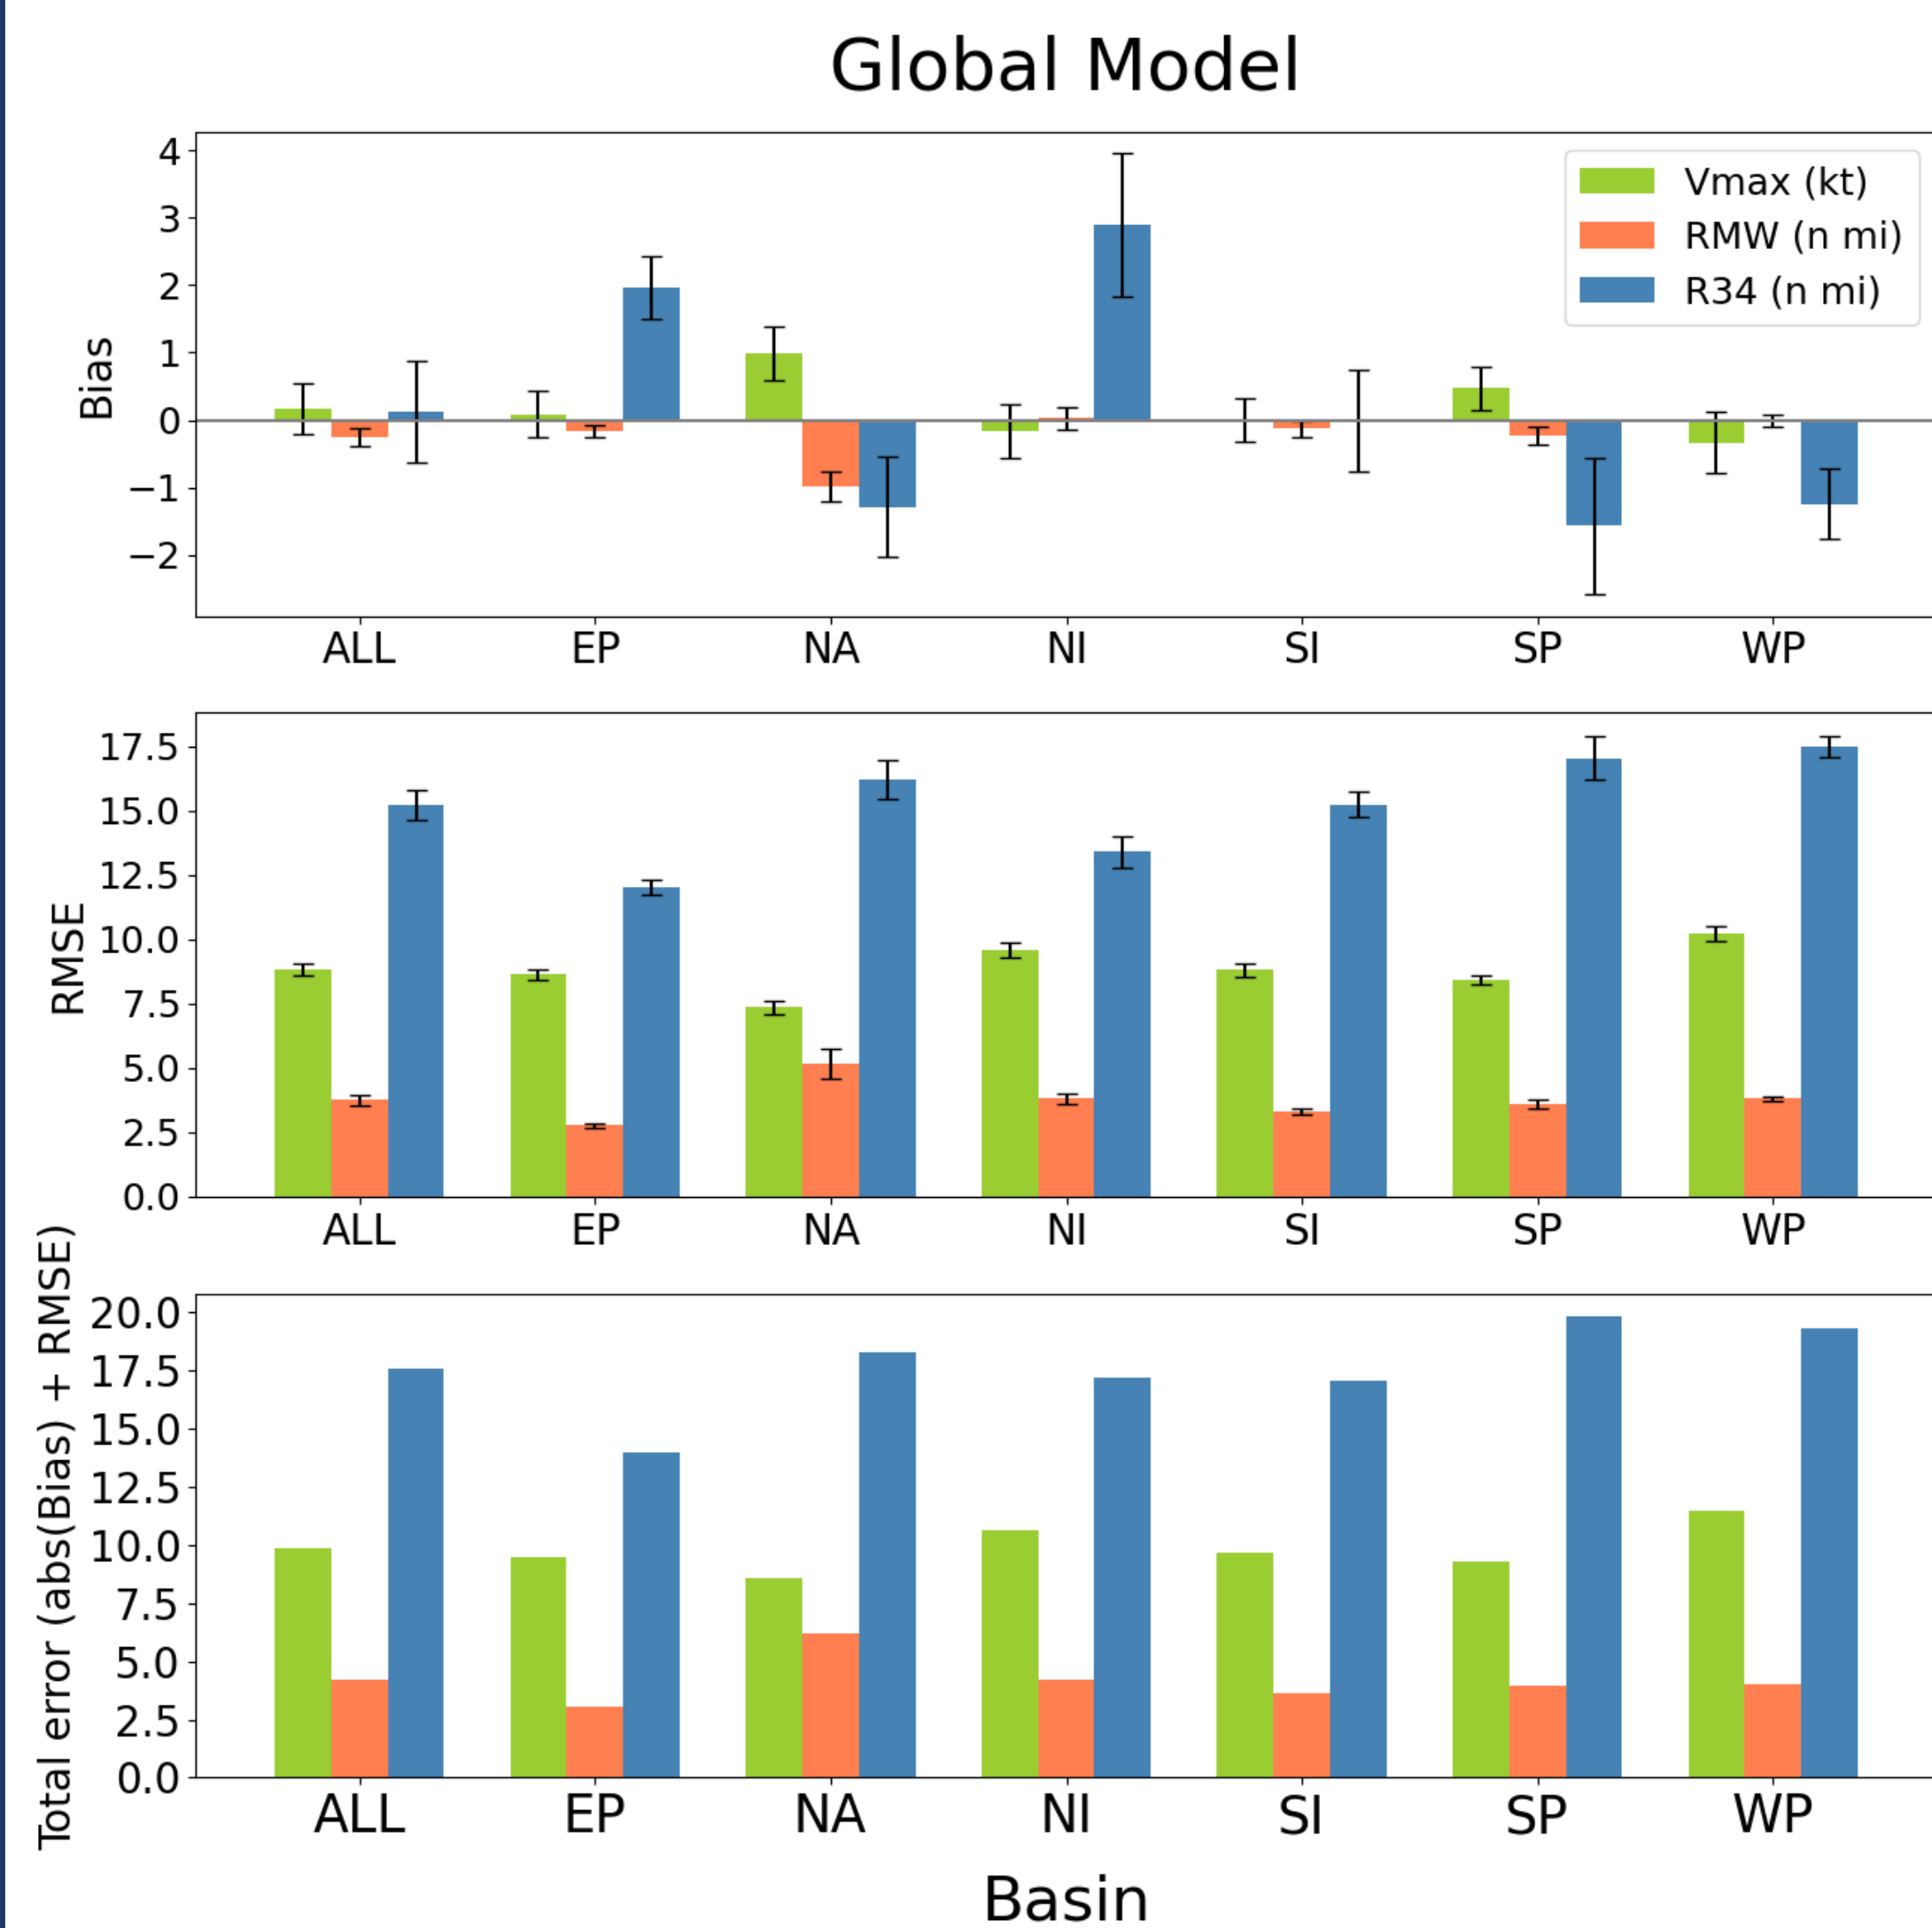 Global Model
Bias
4
3
2
1
0
−1
−2
Vmax (kt)
RMW (n mi)
R34 (n mi)
ALL EP NA NI SI SP WP
RMSE
17.5
15.0
12.5
10.0
7.5
5.0
2.5
0.0
ALL EP NA NI SI SP WP
Total error (abs(Bias) + RMSE)
20.0
17.5
15.0
12.5
10.0
7.5
5.0
2.5
0.0
ALL EP NA NI SI SP WP
Basin